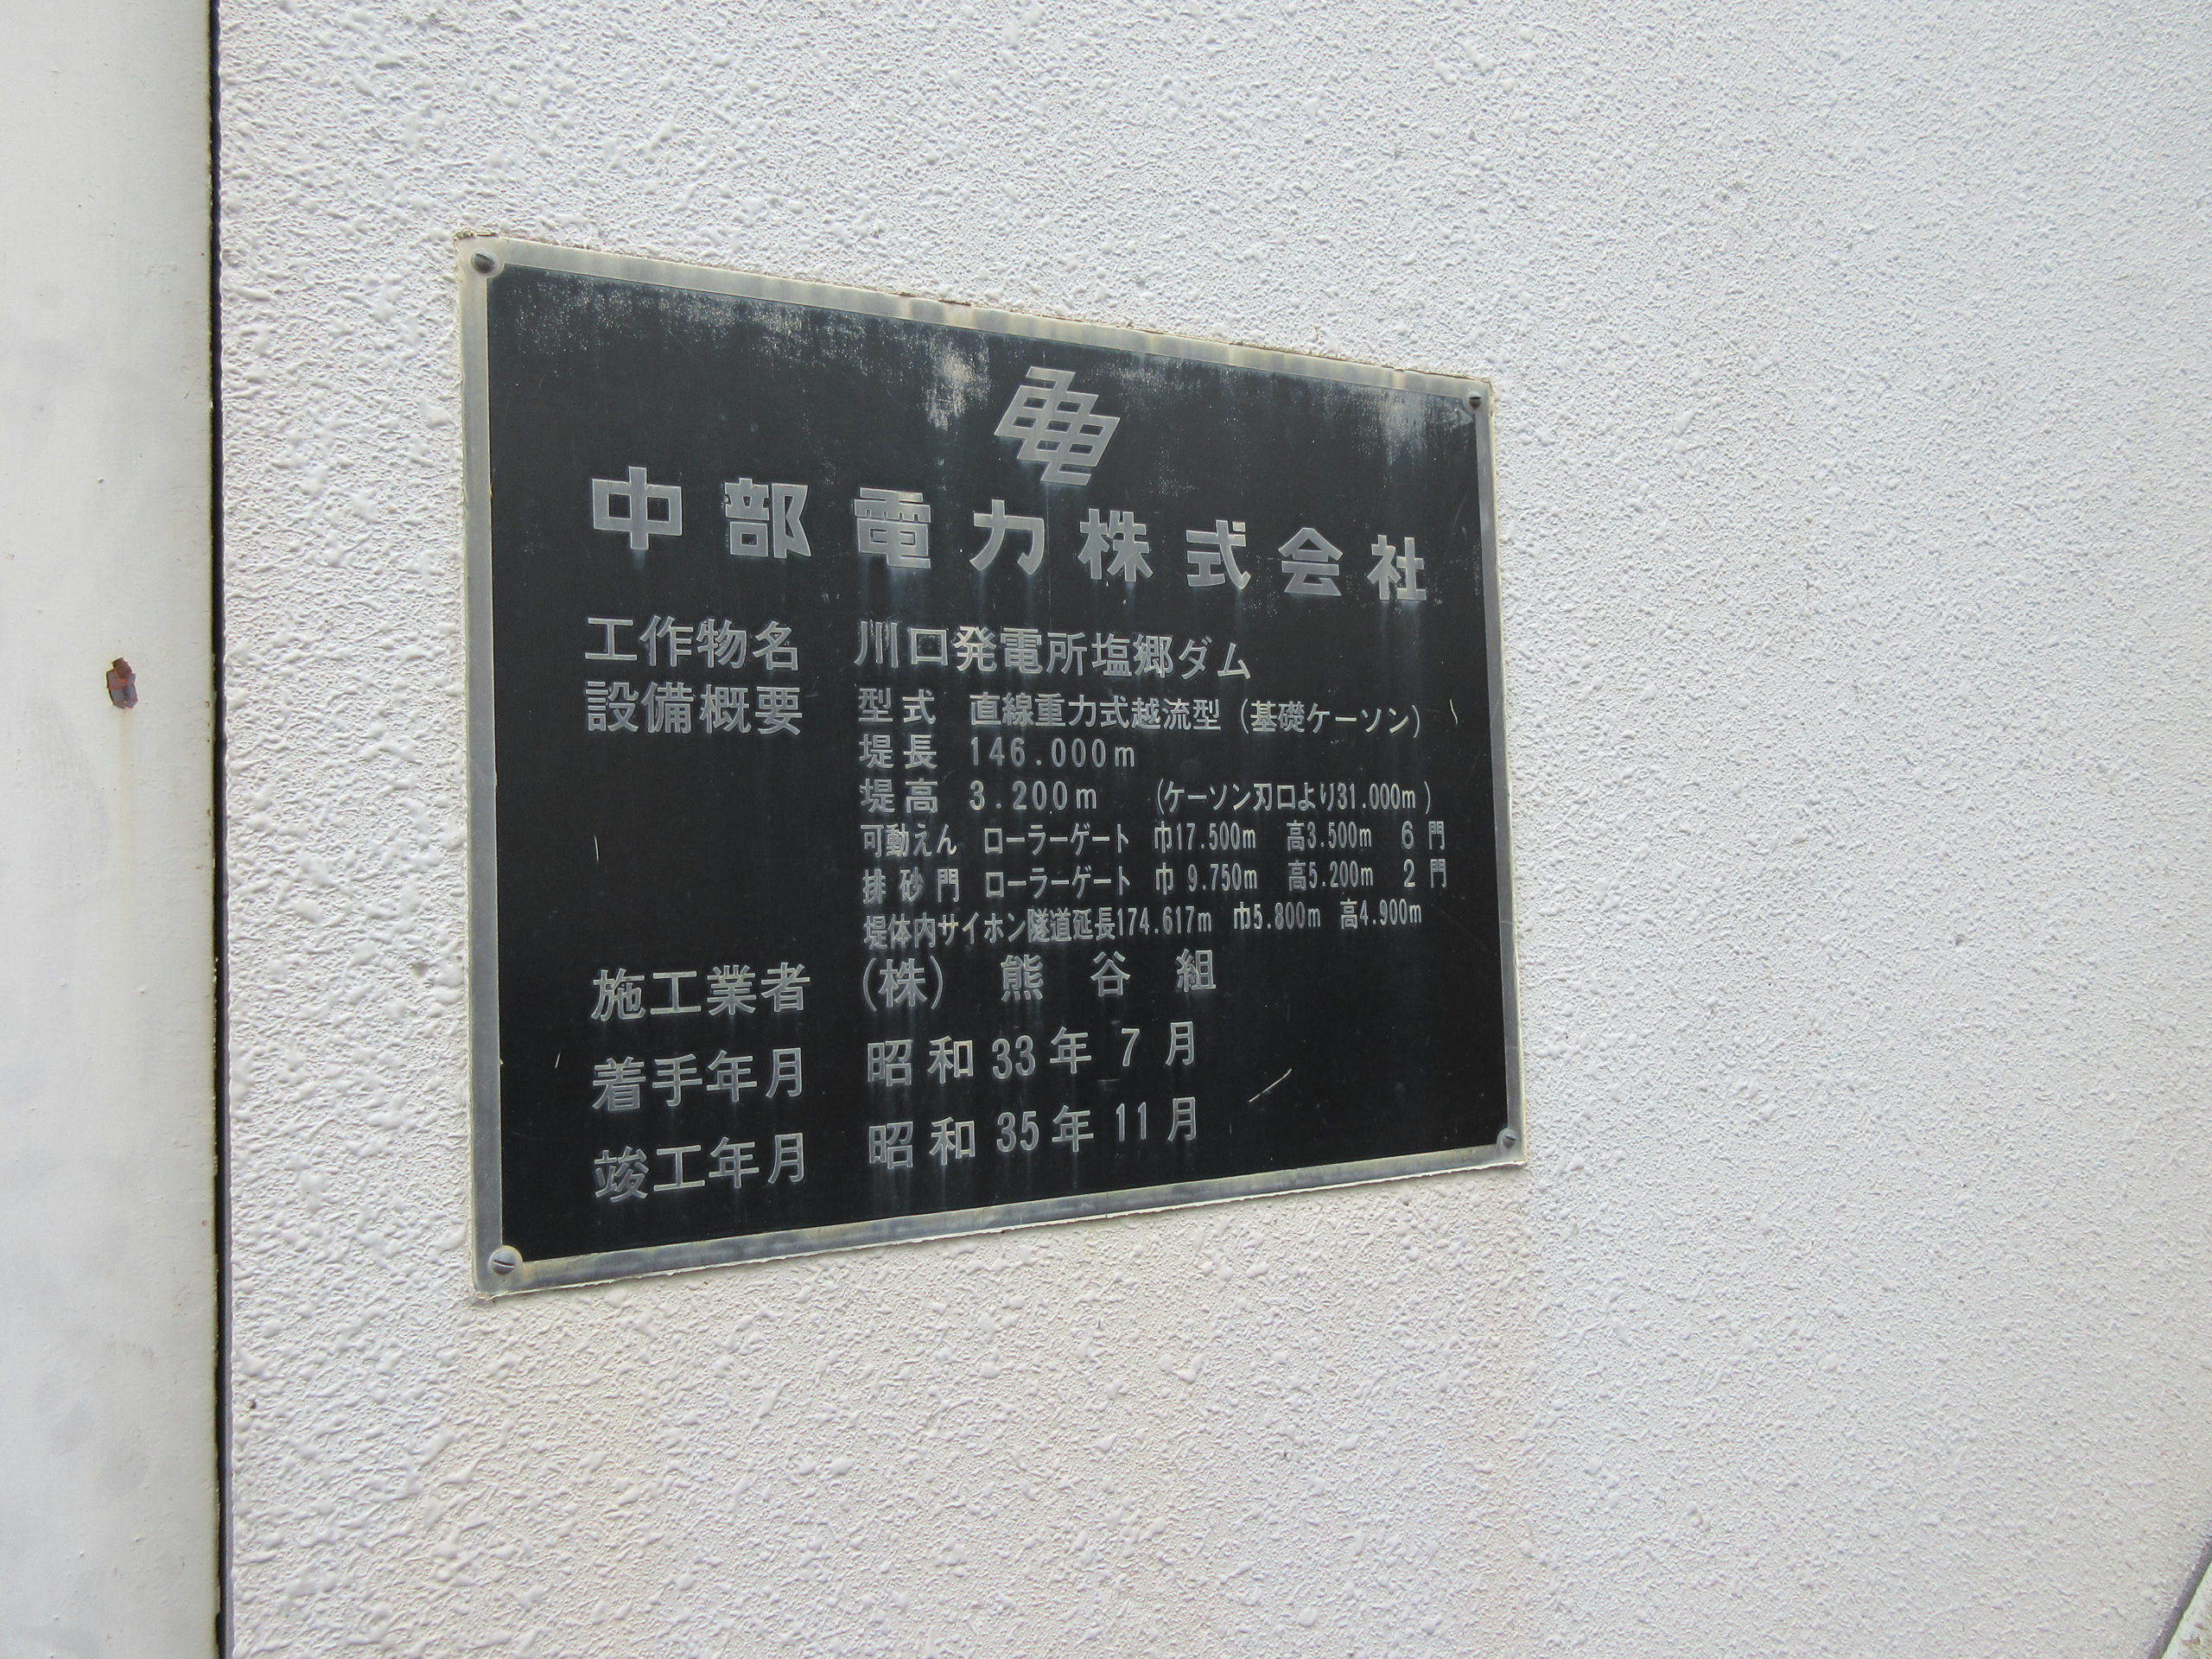 中部電力株式会社
工作物名 川口発電所塩郷ダム
設備概要 型式 直線重力式越流型 (基礎ケーソン)
堤長 146.000m
堤高 3.200m (ケーソン刃口より31.000m)
可動えん ローラーゲート 巾17.500m 高3.500m 6門
排砂門 ローラーゲート 巾9.750m 高5.200m 2門
堤体内サイホン隧道延長174.617m 巾5.800m 高4.900m
施工業者 (株) 熊谷組
着手年月 昭和33年7月
竣工年月 昭和35年11月